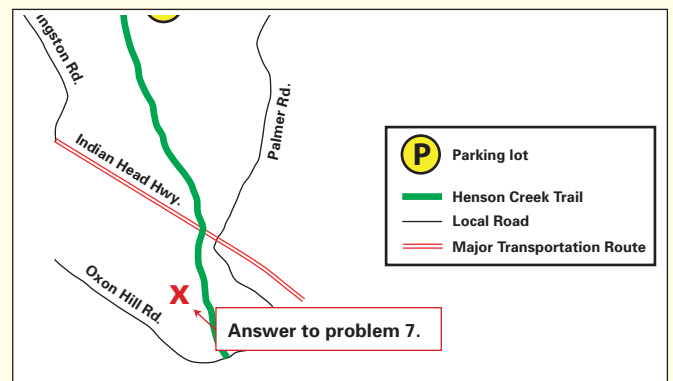 ngston Rd.
Palmer Rd.
Indian Head Hwy.
Oxon Hill Rd.
X
Answer to problem 7.
P
Parking lot
Henson Creek Trail
Local Road
Major Transportation Route